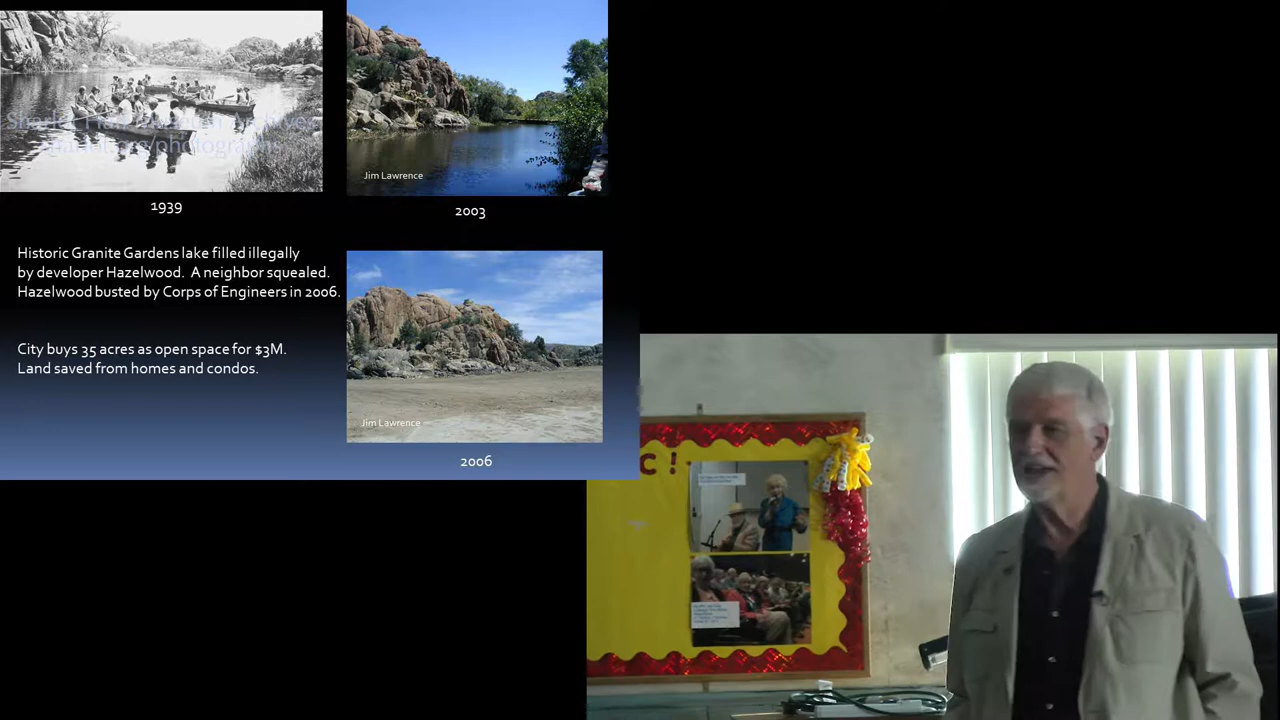 1939
Jim Lawrence
2003
Historic Granite Gardens lake filled illegally
by developer Hazelwood. A neighbor squealed.
Hazelwood busted by Corps of Engineers in 2006.
City buys 35 acres as open space for $3M.
Land saved from homes and condos.
Jim Lawrence
2006
C!